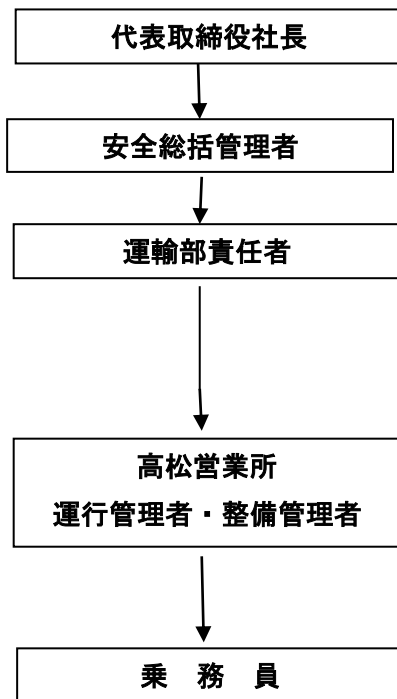 代表取締役社長
安全総括管理者
運輸部責任者
高松営業所
運行管理者・整備管理者
乗　務　員